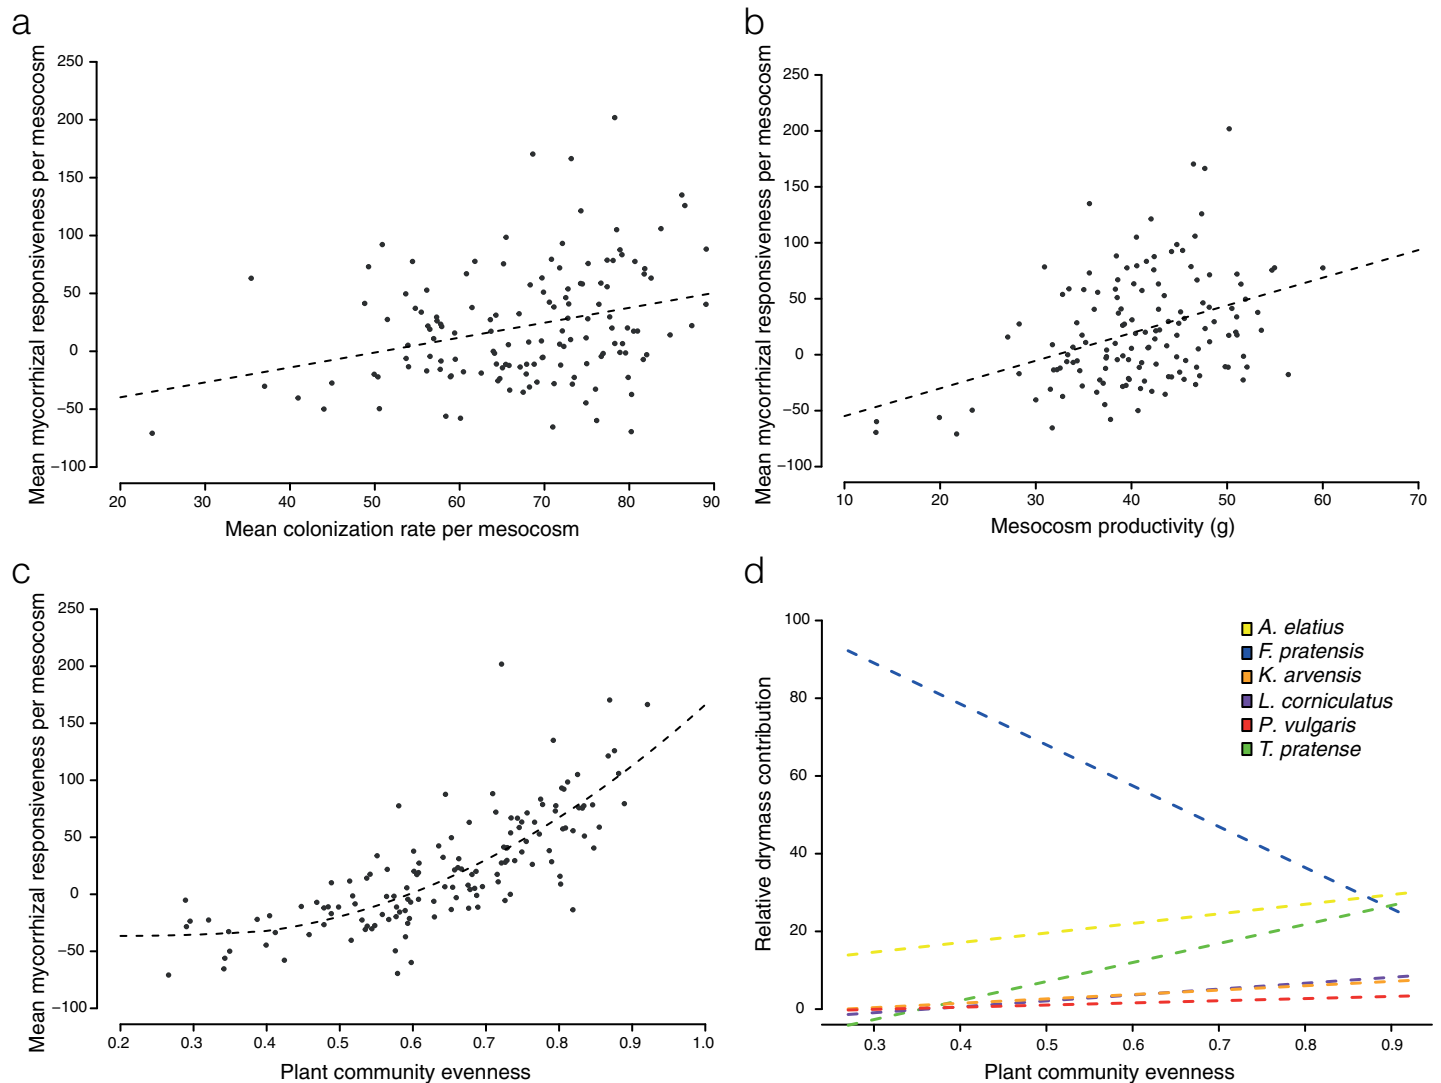 a
Mean mycorrhizal responsiveness per mesocosm
250
200
150
100
50
0
−50
−100
20 30 40 50 60 70 80 90
Mean colonization rate per mesocosm
b
Mean mycorrhizal responsiveness per mesocosm
250
200
150
100
50
0
−50
−100
10 20 30 40 50 60 70
Mesocosm productivity (g)
c
Mean mycorrhizal responsiveness per mesocosm
250
200
150
100
50
0
−50
−100
0.2 0.3 0.4 0.5 0.6 0.7 0.8 0.9 1.0
Plant community evenness
d
Relative drymass contribution
100
80
60
40
20
0
A. elatius
F. pratensis
K. arvensis
L. corniculatus
P. vulgaris
T. pratense
0.3 0.4 0.5 0.6 0.7 0.8 0.9
Plant community evenness